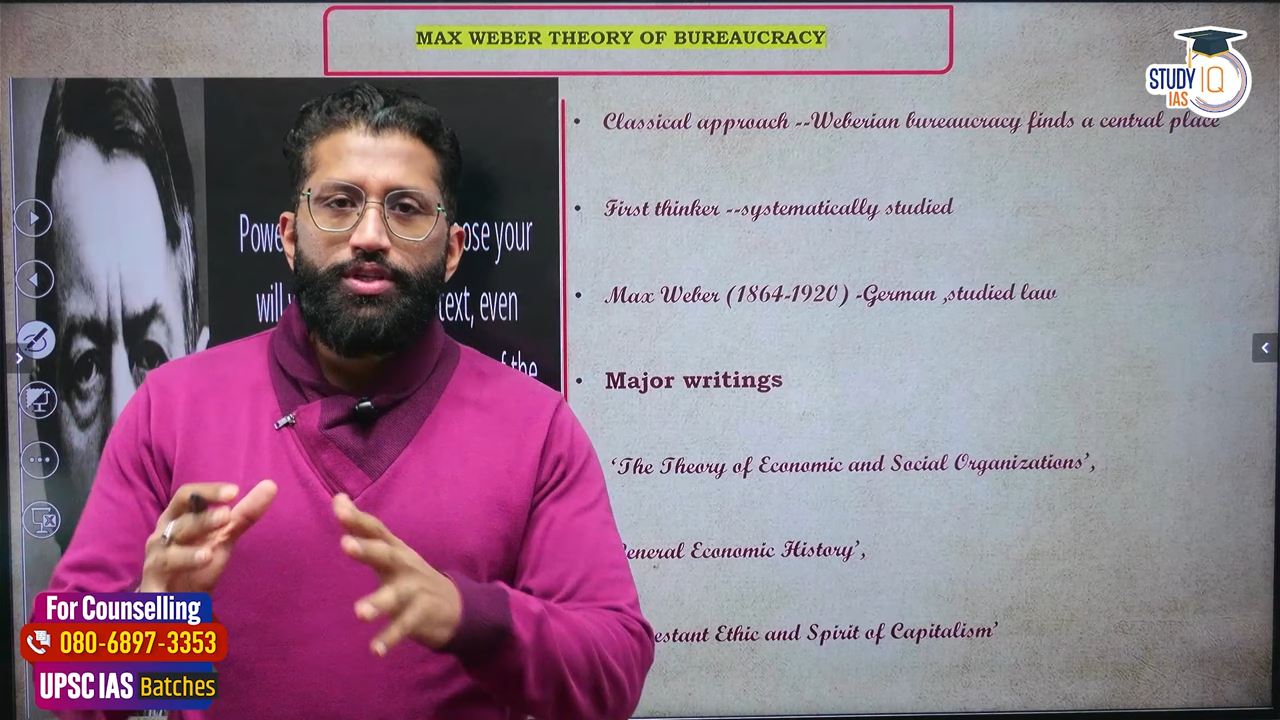 MAX WEBER THEORY OF BUREAUCRACY
STUDY IQ
IAS
• Classical approach --Weberian bureaucracy finds a central place
• First thinker --systematically studied
• Max Weber (1864-1920) -German ,studied law
• Major writings
‘The Theory of Economic and Social Organizations’,
eneral Economic History’,
estant Ethic and Spirit of Capitalism’
Powe ose your
will text, even
of the
For Counselling
080-6897-3353
UPSC IAS Batches